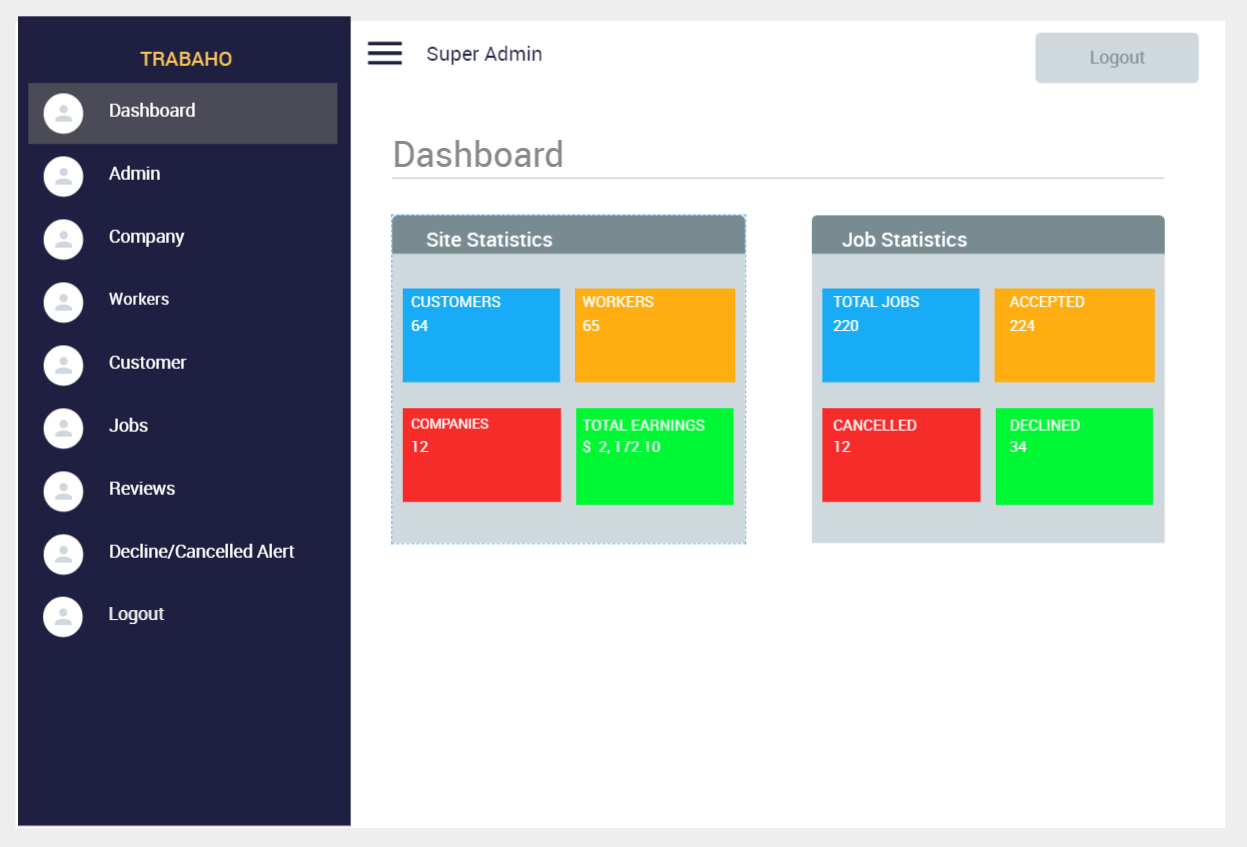 TRABAHO
Dashboard
Admin
Company
Workers
Customer
Jobs
Reviews
Decline/Cancelled Alert
Logout
Super Admin
Logout
Dashboard
Site Statistics
CUSTOMERS
64
WORKERS
65
COMPANIES
12
TOTAL EARNINGS
$ 2, 172.10
Job Statistics
TOTAL JOBS
220
ACCEPTED
224
CANCELLED
12
DECLINED
34